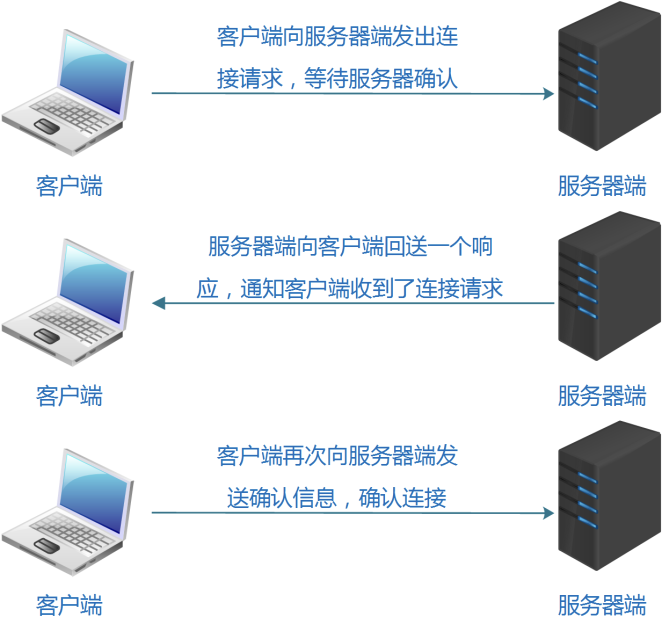 客户端向服务器端发出连
接请求，等待服务器确认
客户端
服务器端
服务器端向客户端回送一个响
应，通知客户端收到了连接请求
客户端
服务器端
客户端再次向服务器端发
送确认信息，确认连接
客户端
服务器端